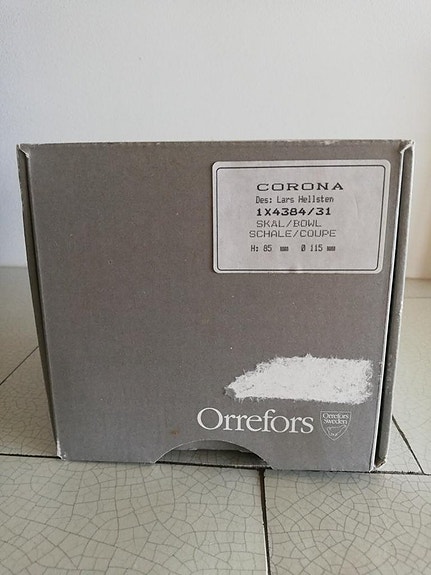 CORONA
Des: Lars Hellsten
1X4384/31
SKAL/BOWL
SCHALE/COUPE
H: 85 mm Ø 115 mm
Orrefors
Orrefors
Sweden